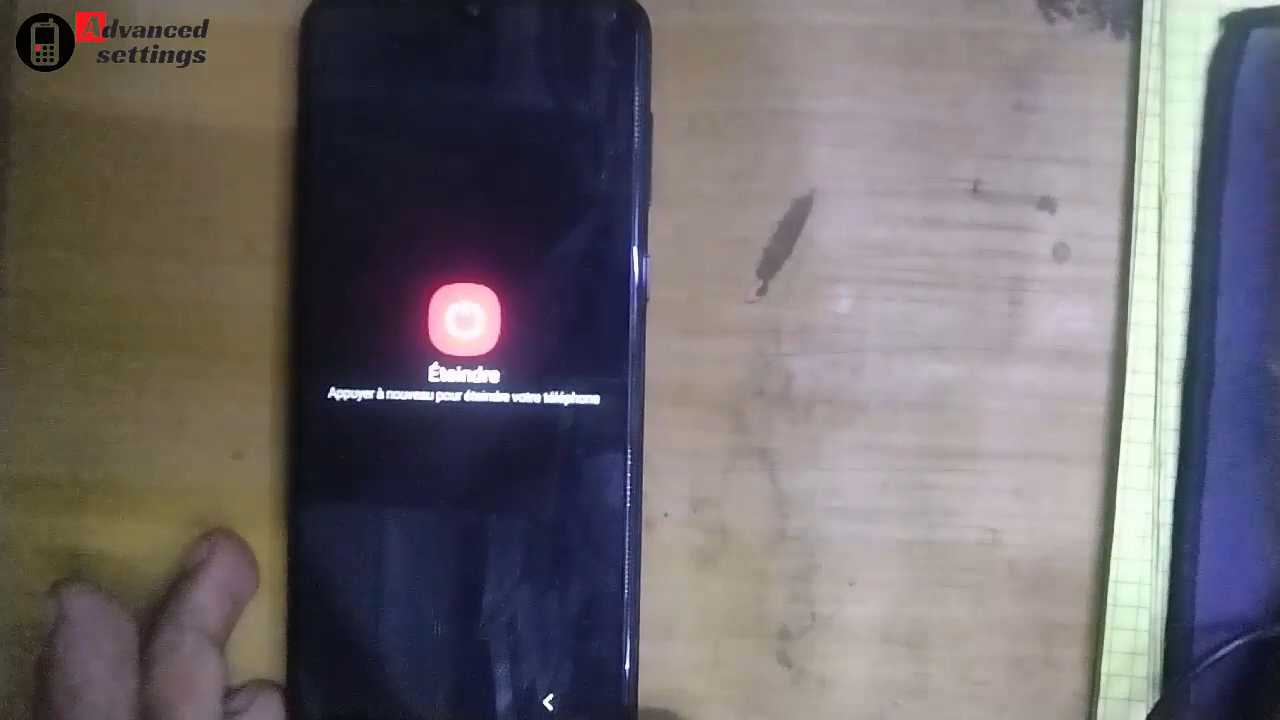 Advanced
settings
Éteindre
Appuyer à nouveau pour éteindre votre téléphone